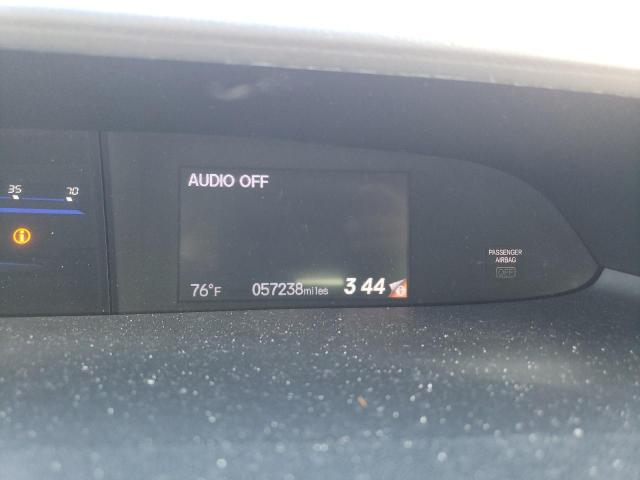 35 70
AUDIO OFF
PASSENGER
AIRBAG
OFF
76°F 057238miles 3 44